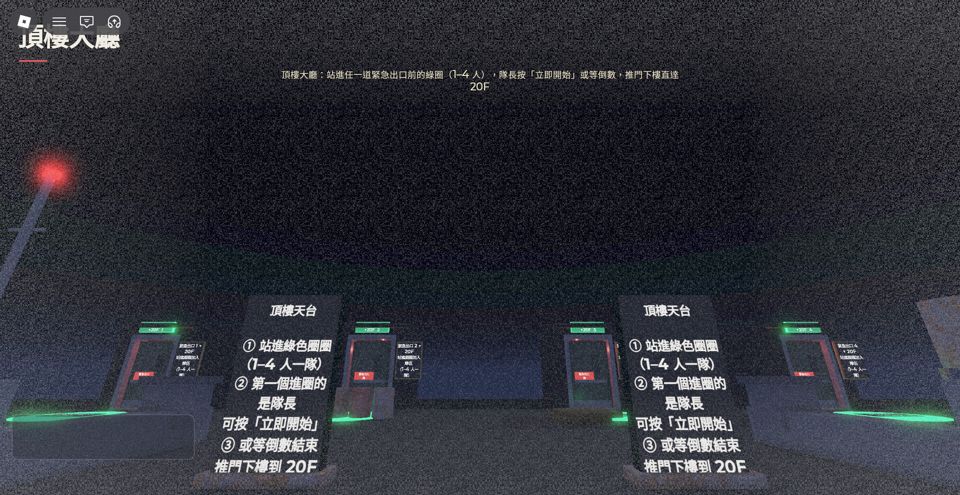 頂樓大廳
頂樓大廳：站進任一道緊急出口前的綠圈（1–4 人），隊長按「立即開始」或等倒數，推門下樓直達
20F
頂樓天台
① 站進綠色圈圈
（1–4 人一隊）
② 第一個進圈的
是隊長
可按「立即開始」
③ 或等倒數結束
推門下樓到 20F
頂樓天台
① 站進綠色圈圈
（1–4 人一隊）
② 第一個進圈的
是隊長
可按「立即開始」
③ 或等倒數結束
推門下樓到 20F